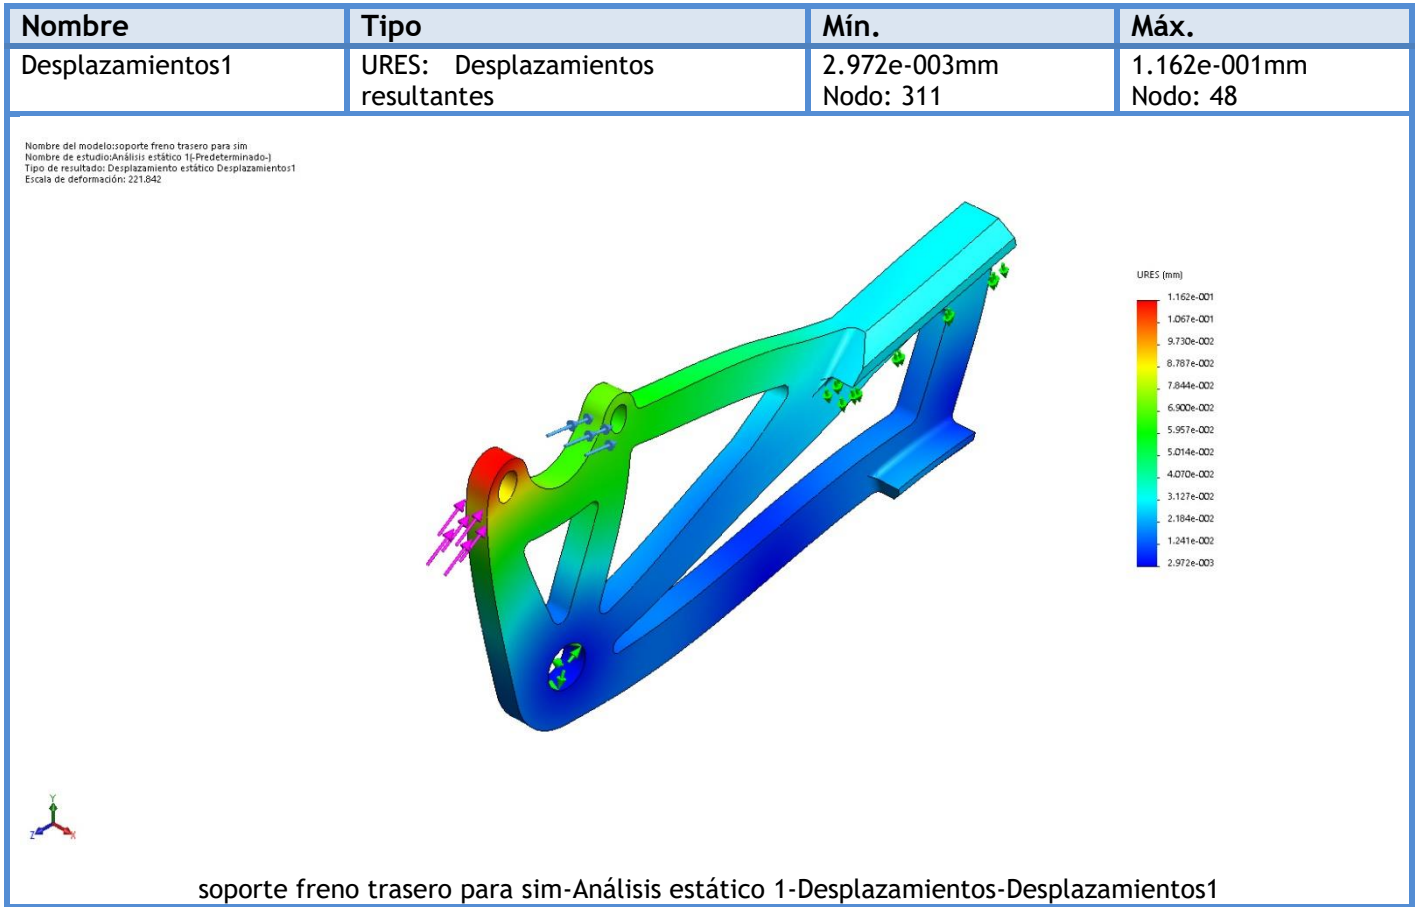 Nombre Tipo Mín. Máx.
Desplazamientos1 URES: Desplazamientos 2.972e-003mm 1.162e-001mm
resultantes Nodo: 311 Nodo: 48
Nombre del modelo:soporte freno trasero para sim
Nombre de estudio:Análisis estático 1(-Predeterminado-)
Tipo de resultado: Desplazamiento estático Desplazamientos1
Escala de deformación: 221.842
URES (mm)
1.162e-001
1.067e-001
9.730e-002
8.787e-002
7.844e-002
6.900e-002
5.957e-002
5.014e-002
4.070e-002
3.127e-002
2.184e-002
1.241e-002
2.972e-003
Y
Z X
soporte freno trasero para sim-Análisis estático 1-Desplazamientos-Desplazamientos1